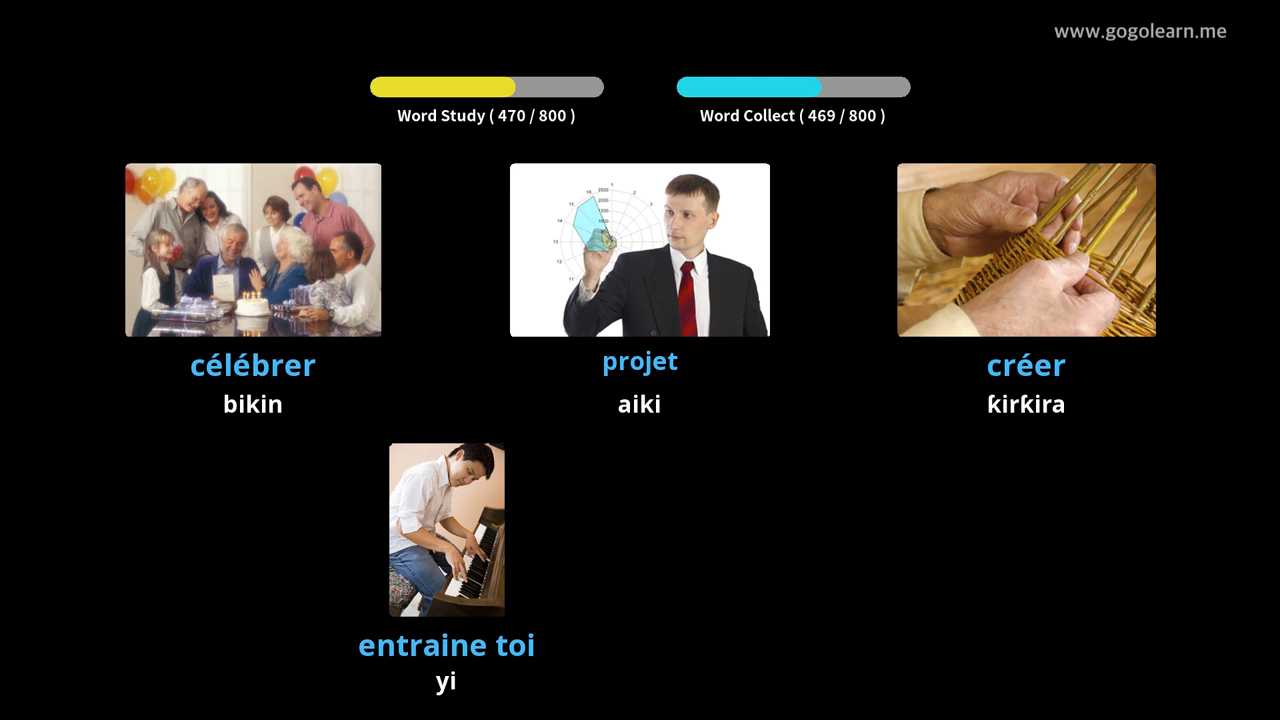 www.gogolearn.me
Word Study ( 470 / 800 )
Word Collect ( 469 / 800 )
célébrer
projet
créer
bikin
aiki
ƙirƙira
entraine toi
yi